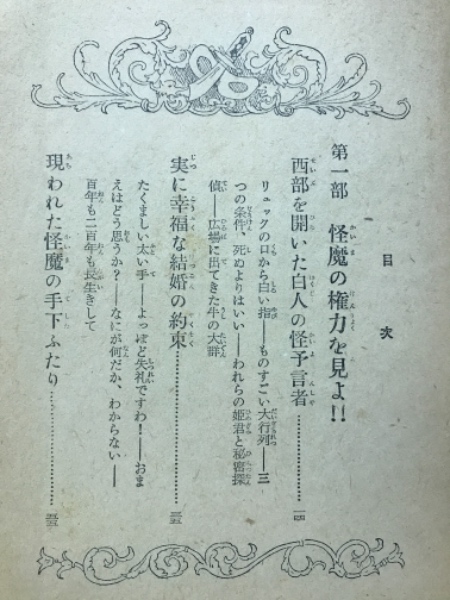 目次
第一部 怪魔の権力を見よ!!
西部を開いた白人の怪予言者……………一四
リュックの口から白い指――ものすごい大行列――三
つの条件、死ぬよりはいい――われらの姫君と秘密探
偵――広場に出てきた牛の大群
実に幸福な結婚の約束……………
たくましい太い手――よっぽど失礼ですわ!――おま
えはどう思うか?――なにが何だか、わからない――
百年も二百年も長生きして
現われた怪魔の手下ふたり……………